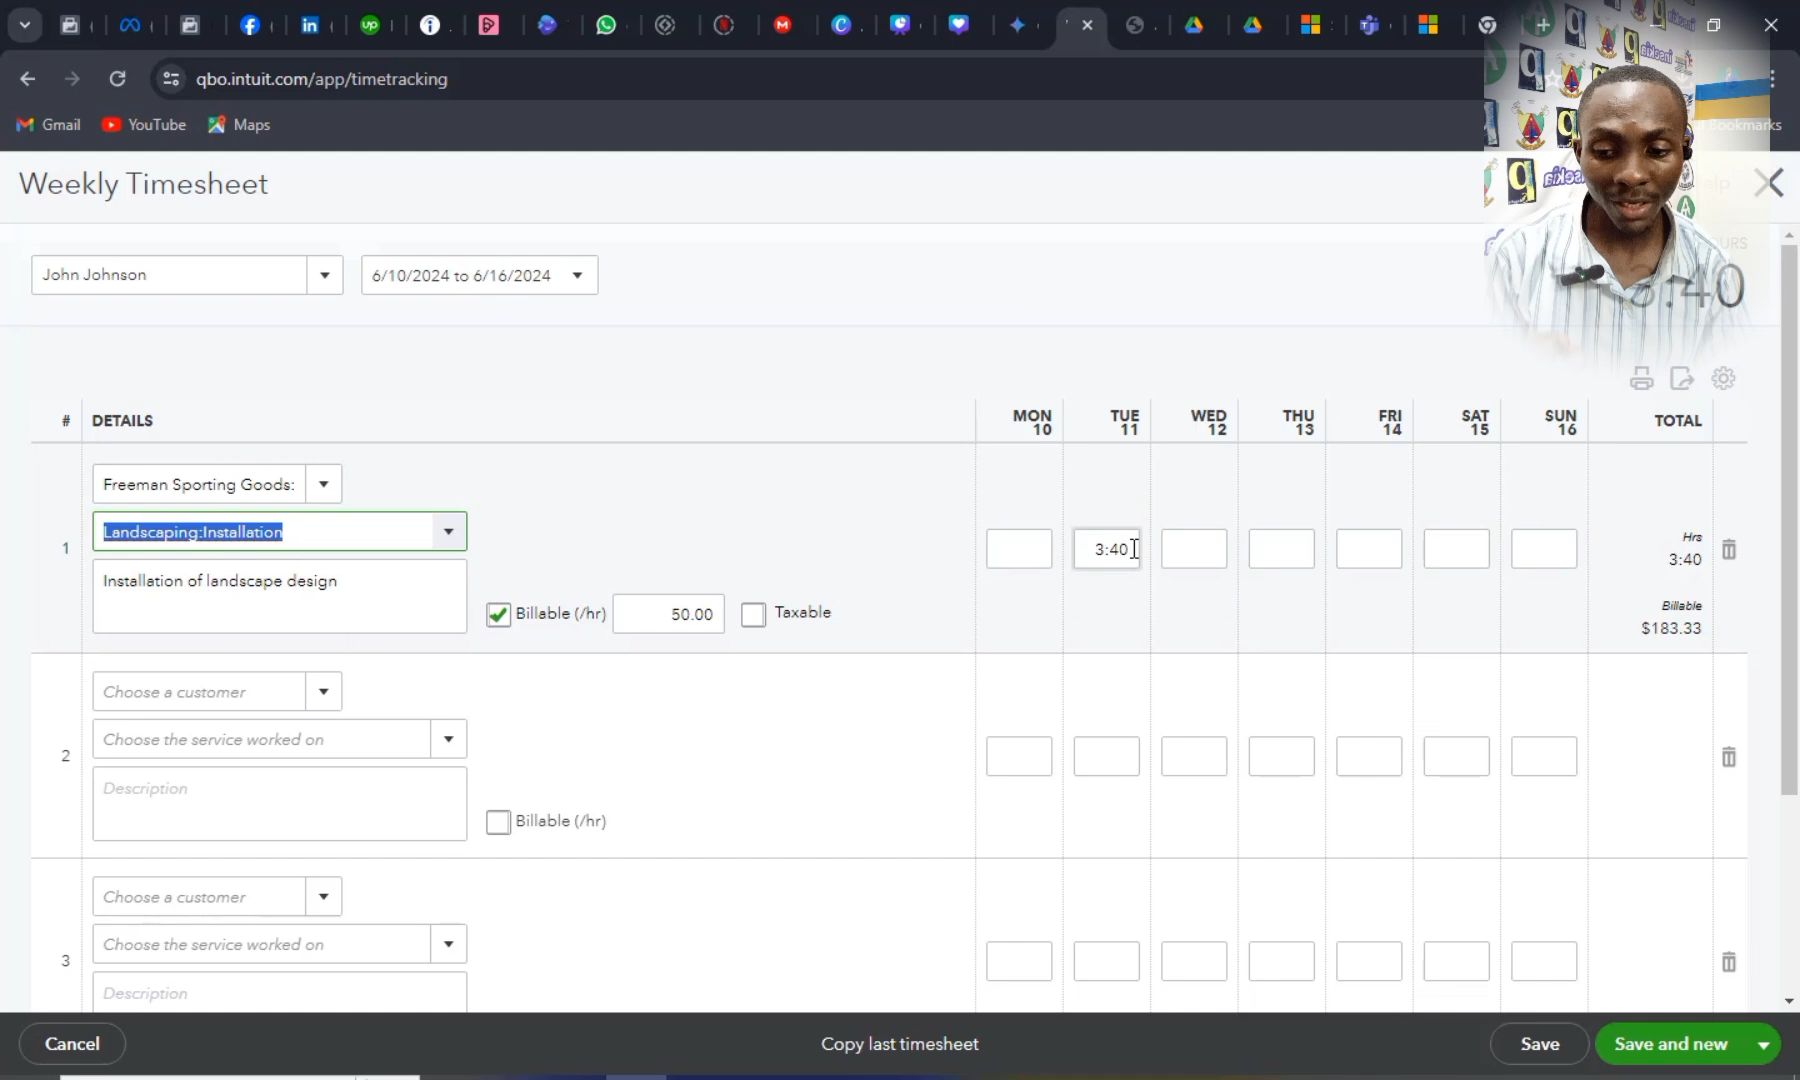 qbo.intuit.com/app/timetracking
Gmail YouTube Maps
Bookmarks
Weekly Timesheet
John Johnson 6/10/2024 to 6/16/2024
:40
# DETAILS MON 10 TUE 11 WED 12 THU 13 FRI 14 SAT 15 SUN 16 TOTAL
Freeman Sporting Goods:
Landscaping:Installation
1 3:40 Hrs 3:40
Installation of landscape design
Billable (/hr) 50.00 Taxable Billable $183.33
Choose a customer
Choose the service worked on
2
Description
Billable (/hr)
Choose a customer
Choose the service worked on
3
Description
Cancel Copy last timesheet Save Save and new